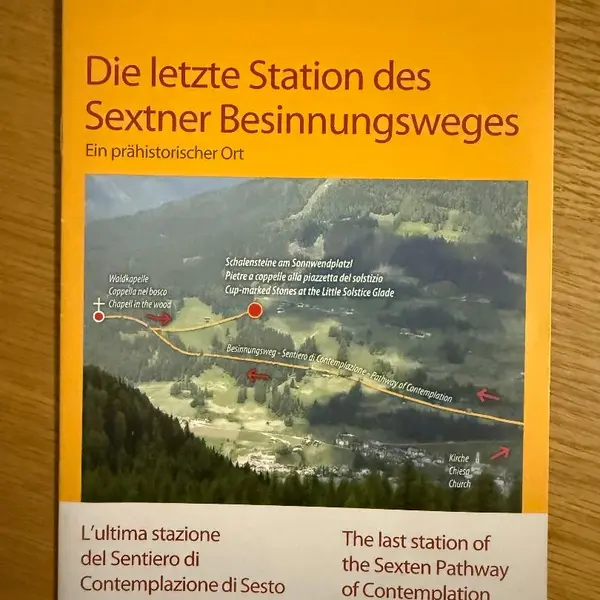 Die letzte Station des
Sextner Besinnungsweges
Ein prähistorischer Ort
Schalensteine am Sonnwendplatzl
Pietre a coppelle alla piazzetta del solstizio
Cup-marked Stones at the Little Solstice Glade
Waldkapelle
Cappella nel bosco
Chapell in the wood
Besinnungsweg - Sentiero di Contemplazione - Pathway of Contemplation
Kirche
Chiesa
Church
L'ultima stazione
del Sentiero di
Contemplazione di Sesto
The last station of
the Sexten Pathway
of Contemplation